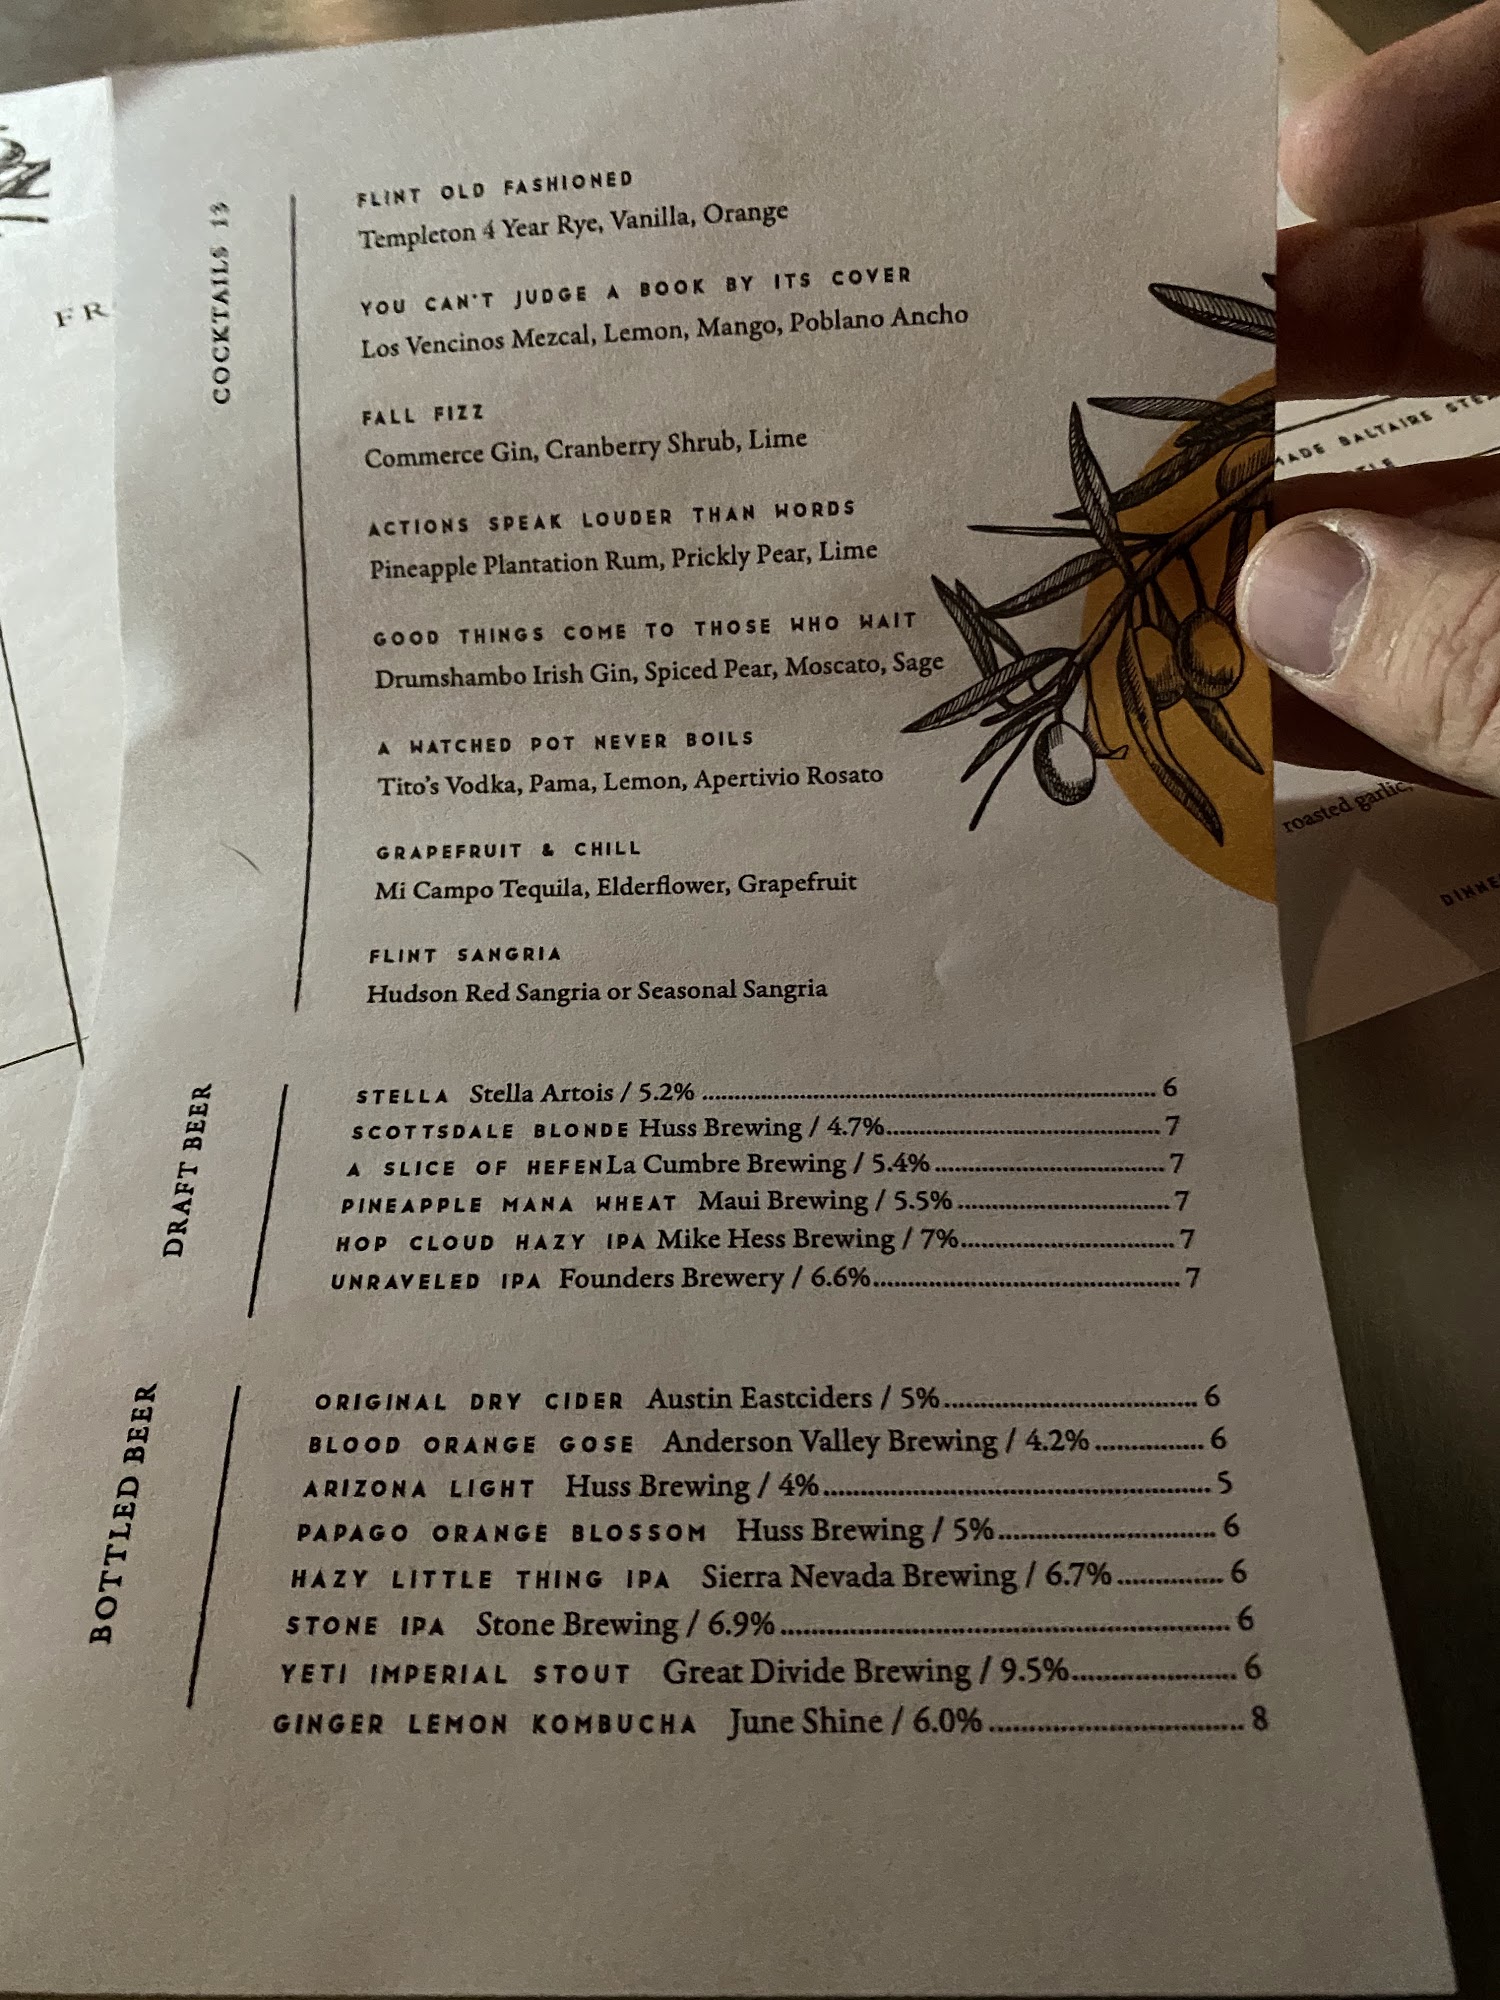 FR
COCKTAILS 13
FLINT OLD FASHIONED
Templeton 4 Year Rye, Vanilla, Orange
YOU CAN'T JUDGE A BOOK BY ITS COVER
Los Vencinos Mezcal, Lemon, Mango, Poblano Ancho
FALL FIZZ
Commerce Gin, Cranberry Shrub, Lime
ACTIONS SPEAK LOUDER THAN WORDS
Pineapple Plantation Rum, Prickly Pear, Lime
GOOD THINGS COME TO THOSE WHO WAIT
Drumshambo Irish Gin, Spiced Pear, Moscato, Sage
A WATCHED POT NEVER BOILS
Tito's Vodka, Pama, Lemon, Apertivio Rosato
GRAPEFRUIT & CHILL
Mi Campo Tequila, Elderflower, Grapefruit
FLINT SANGRIA
Hudson Red Sangria or Seasonal Sangria
DRAFT BEER
STELLA Stella Artois / 5.2% 6
SCOTTSDALE BLONDE Huss Brewing / 4.7% 7
A SLICE OF HEFEN La Cumbre Brewing / 5.4% 7
PINEAPPLE MANA WHEAT Maui Brewing / 5.5% 7
HOP CLOUD HAZY IPA Mike Hess Brewing / 7% 7
UNRAVELED IPA Founders Brewery / 6.6% 7
BOTTLED BEER
ORIGINAL DRY CIDER Austin Eastciders / 5% 6
BLOOD ORANGE GOSE Anderson Valley Brewing / 4.2% 6
ARIZONA LIGHT Huss Brewing / 4% 5
PAPAGO ORANGE BLOSSOM Huss Brewing / 5% 6
HAZY LITTLE THING IPA Sierra Nevada Brewing / 6.7% 6
STONE IPA Stone Brewing / 6.9% 6
YETI IMPERIAL STOUT Great Divide Brewing / 9.5% 6
GINGER LEMON KOMBUCHA June Shine / 6.0% 8
MADE BALTAIRE
roasted garlic,